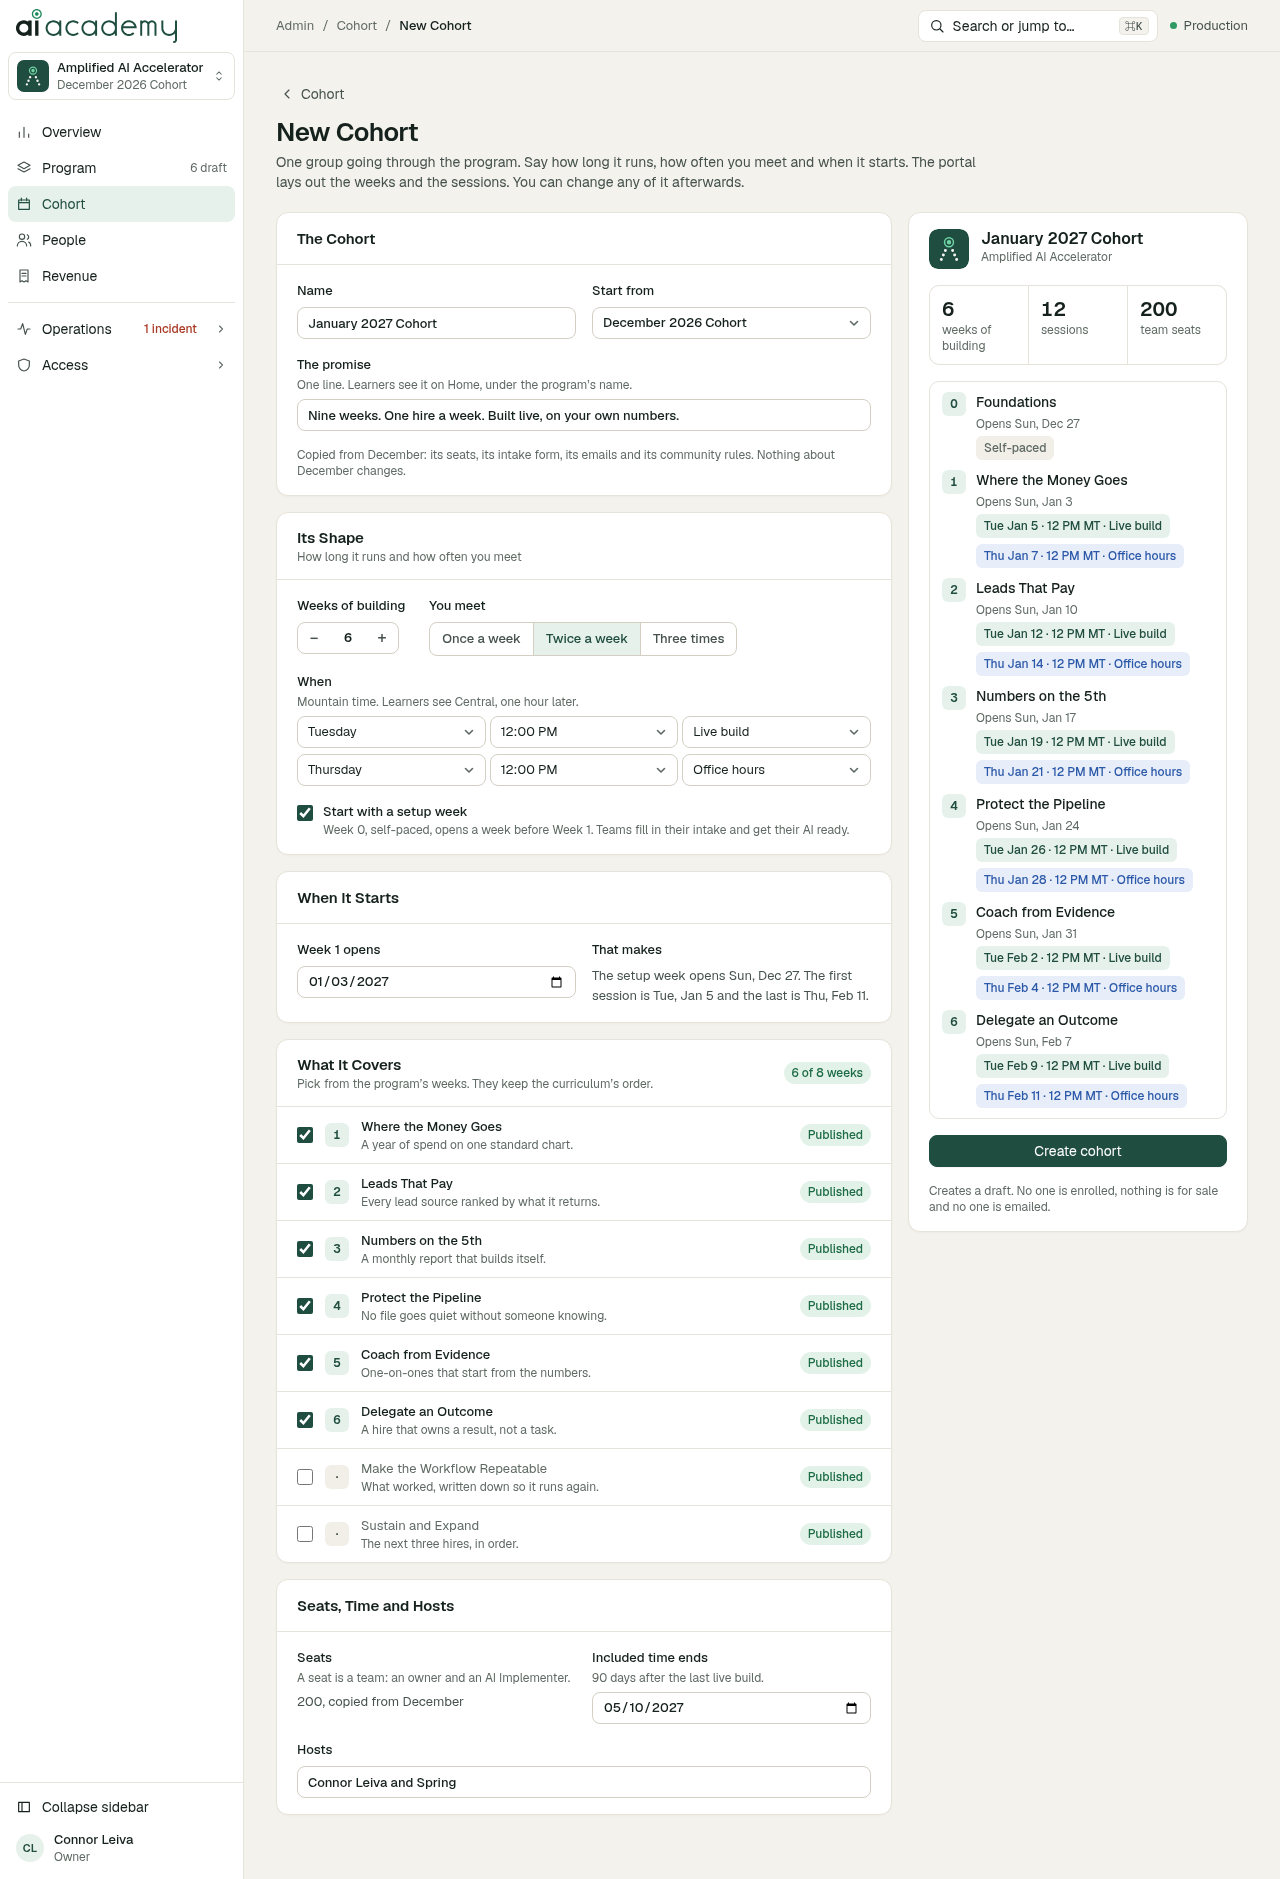 ai academy
Amplified AI Accelerator
December 2026 Cohort
Overview
Program
6 draft
Cohort
People
Revenue
Operations
1 incident
Access
Collapse sidebar
CL
Connor Leiva
Owner
Admin / Cohort / New Cohort
Search or jump to...
⌘K
Production
Cohort
New Cohort
One group going through the program. Say how long it runs, how often you meet and when it starts. The portal
lays out the weeks and the sessions. You can change any of it afterwards.
The Cohort
Name
Start from
January 2027 Cohort
December 2026 Cohort
The promise
One line. Learners see it on Home, under the program's name.
Nine weeks. One hire a week. Built live, on your own numbers.
Copied from December: its seats, its intake form, its emails and its community rules. Nothing about
December changes.
Its Shape
How long it runs and how often you meet
Weeks of building
You meet
− 6 +
Once a week
Twice a week
Three times
When
Mountain time. Learners see Central, one hour later.
Tuesday
12:00 PM
Live build
Thursday
12:00 PM
Office hours
Start with a setup week
Week 0, self-paced, opens a week before Week 1. Teams fill in their intake and get their AI ready.
When It Starts
Week 1 opens
That makes
01/03/2027
The setup week opens Sun, Dec 27. The first
session is Tue, Jan 5 and the last is Thu, Feb 11.
What It Covers
Pick from the program's weeks. They keep the curriculum's order.
6 of 8 weeks
1
Where the Money Goes
A year of spend on one standard chart.
Published
2
Leads That Pay
Every lead source ranked by what it returns.
Published
3
Numbers on the 5th
A monthly report that builds itself.
Published
4
Protect the Pipeline
No file goes quiet without someone knowing.
Published
5
Coach from Evidence
One-on-ones that start from the numbers.
Published
6
Delegate an Outcome
A hire that owns a result, not a task.
Published
·
Make the Workflow Repeatable
What worked, written down so it runs again.
Published
·
Sustain and Expand
The next three hires, in order.
Published
Seats, Time and Hosts
Seats
A seat is a team: an owner and an AI Implementer.
200, copied from December
Included time ends
90 days after the last live build.
05/10/2027
Hosts
Connor Leiva and Spring
January 2027 Cohort
Amplified AI Accelerator
6
weeks of
building
12
sessions
200
team seats
0
Foundations
Opens Sun, Dec 27
Self-paced
1
Where the Money Goes
Opens Sun, Jan 3
Tue Jan 5 · 12 PM MT · Live build
Thu Jan 7 · 12 PM MT · Office hours
2
Leads That Pay
Opens Sun, Jan 10
Tue Jan 12 · 12 PM MT · Live build
Thu Jan 14 · 12 PM MT · Office hours
3
Numbers on the 5th
Opens Sun, Jan 17
Tue Jan 19 · 12 PM MT · Live build
Thu Jan 21 · 12 PM MT · Office hours
4
Protect the Pipeline
Opens Sun, Jan 24
Tue Jan 26 · 12 PM MT · Live build
Thu Jan 28 · 12 PM MT · Office hours
5
Coach from Evidence
Opens Sun, Jan 31
Tue Feb 2 · 12 PM MT · Live build
Thu Feb 4 · 12 PM MT · Office hours
6
Delegate an Outcome
Opens Sun, Feb 7
Tue Feb 9 · 12 PM MT · Live build
Thu Feb 11 · 12 PM MT · Office hours
Create cohort
Creates a draft. No one is enrolled, nothing is for sale
and no one is emailed.